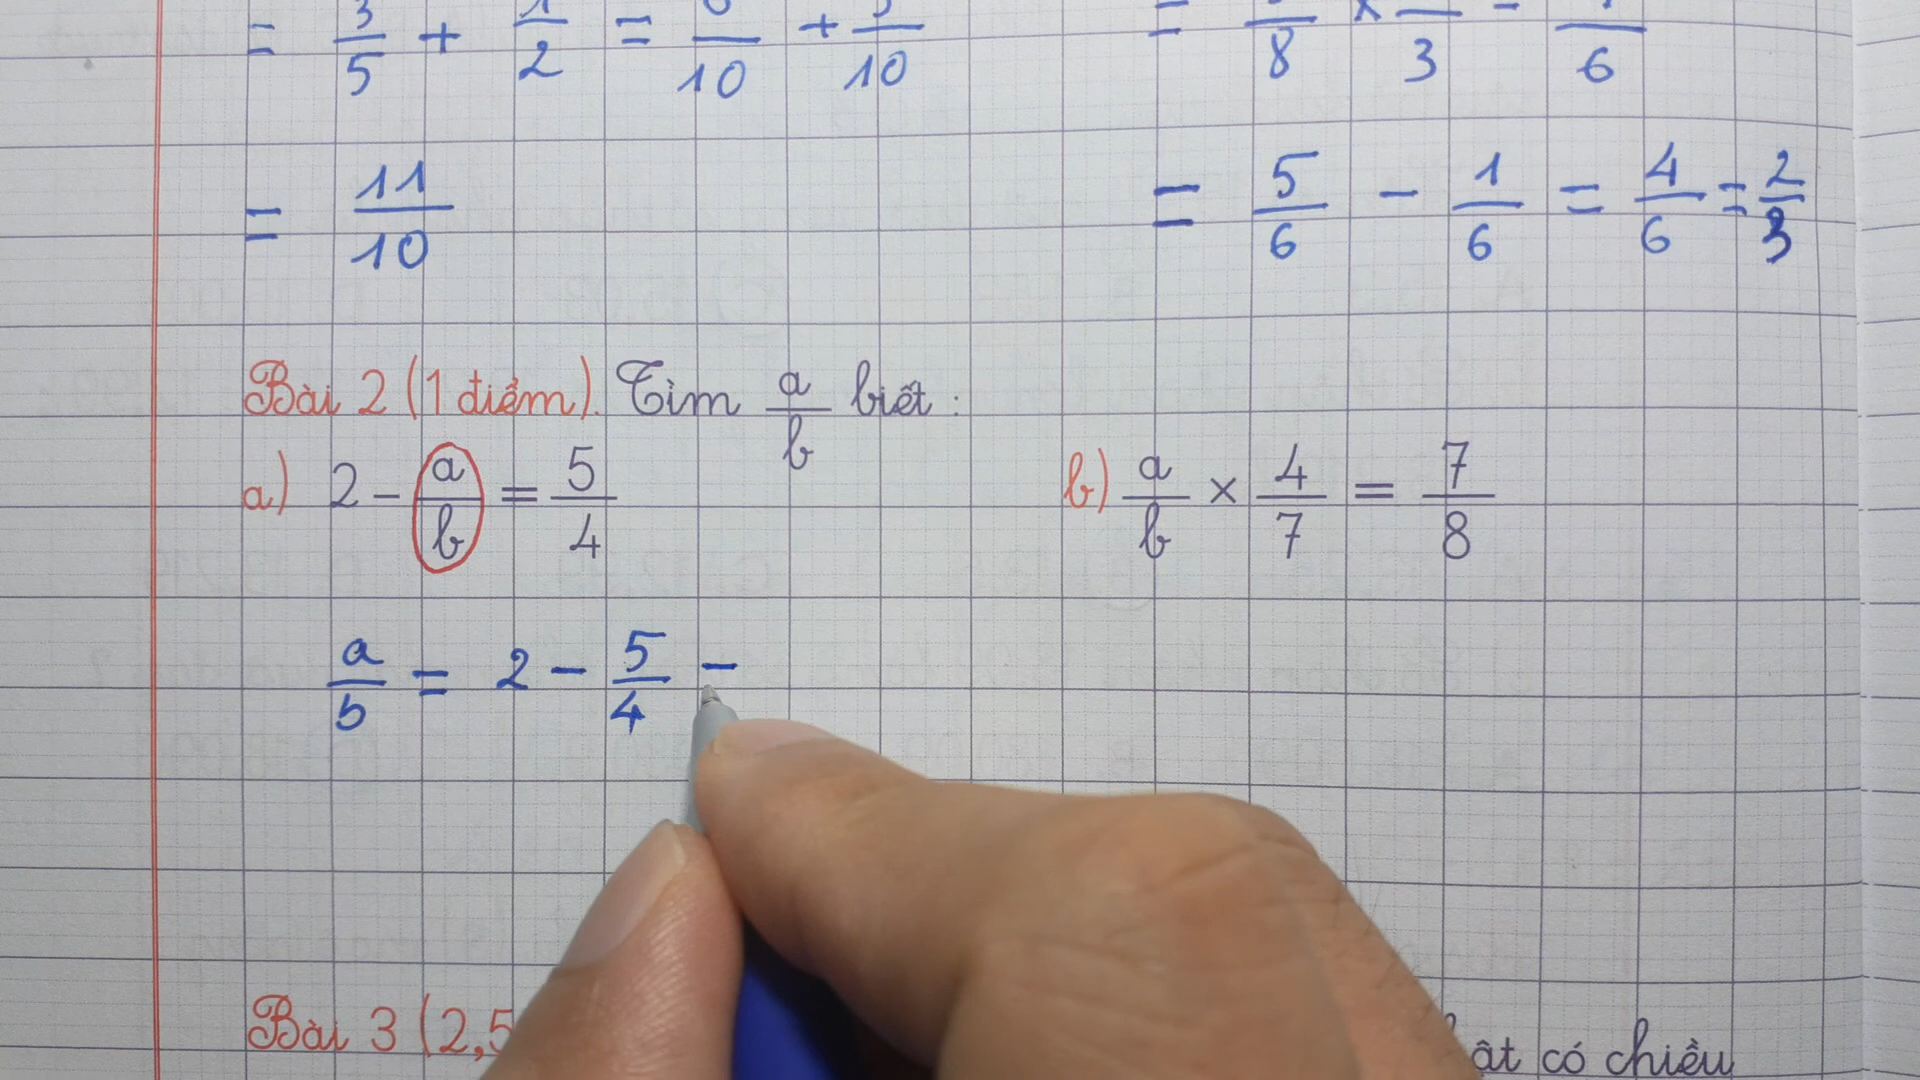 = 3/5 + 1/2 = /10 + /10
= /8 × /3 - /6
= 11/10
= 5/6 - 1/6 = 4/6 = 2/3
Bài 2 (1 điểm). Tìm a/b biết :
a) 2 - a/b = 5/4
b) a/b × 4/7 = 7/8
a/b = 2 - 5/4 -
Bài 3 (2,5
ật có chiều